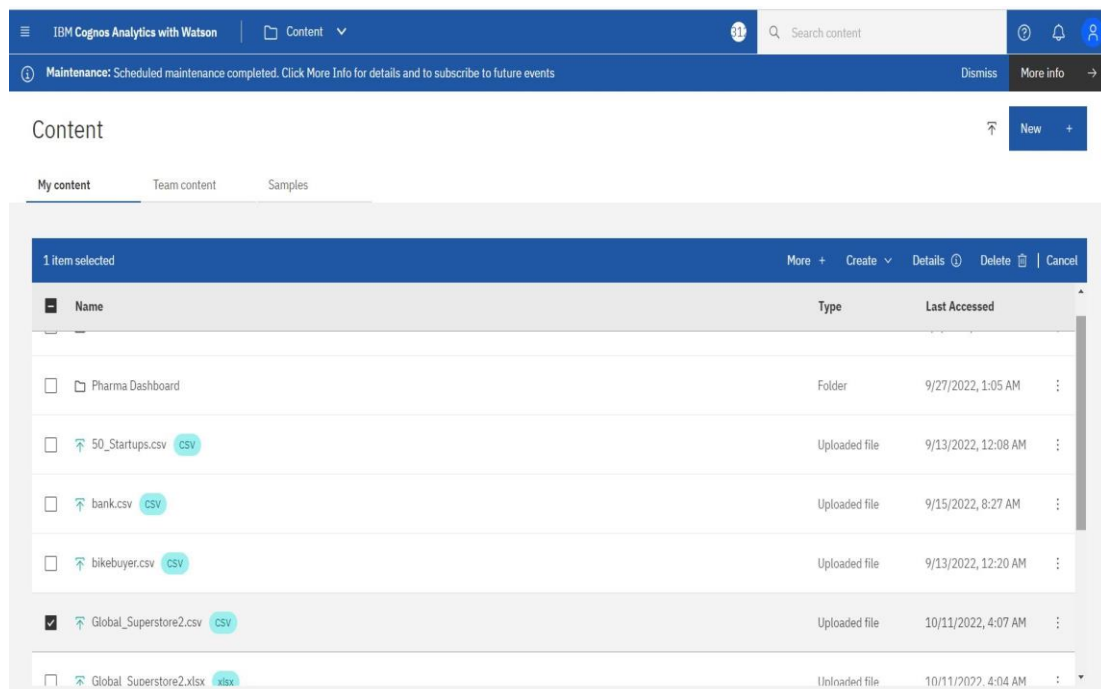 IBM Cognos Analytics with Watson Content Search content
Maintenance: Scheduled maintenance completed. Click More Info for details and to subscribe to future events Dismiss More info
Content New +
My content Team content Samples
1 item selected More + Create Details Delete | Cancel
Name Type Last Accessed
Pharma Dashboard Folder 9/27/2022, 1:05 AM
50_Startups.csv CSV Uploaded file 9/13/2022, 12:08 AM
bank.csv CSV Uploaded file 9/15/2022, 8:27 AM
bikebuyer.csv CSV Uploaded file 9/13/2022, 12:20 AM
Global_Superstore2.csv CSV Uploaded file 10/11/2022, 4:07 AM
Global_Superstore2.xlsx xlsx Uploaded file 10/11/2022, 4:04 AM